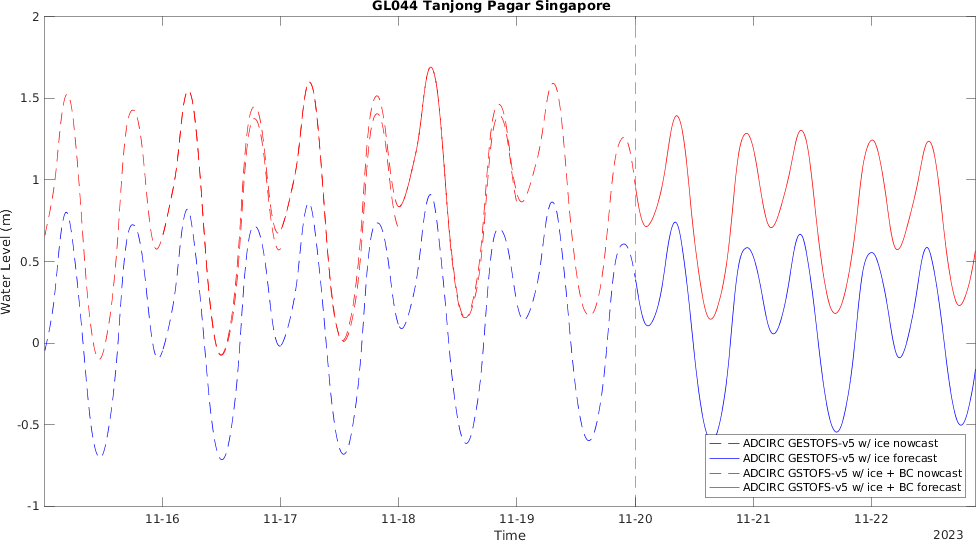 GL044 Tanjong Pagar Singapore
2
1.5
1
0.5
0
-0.5
-1
Water Level (m)
11-16
11-17
11-18
11-19
11-20
11-21
11-22
Time
2023
ADCIRC GESTOFS-v5 w/ ice nowcast
ADCIRC GESTOFS-v5 w/ ice forecast
ADCIRC GSTOFS-v5 w/ ice + BC nowcast
ADCIRC GSTOFS-v5 w/ ice + BC forecast